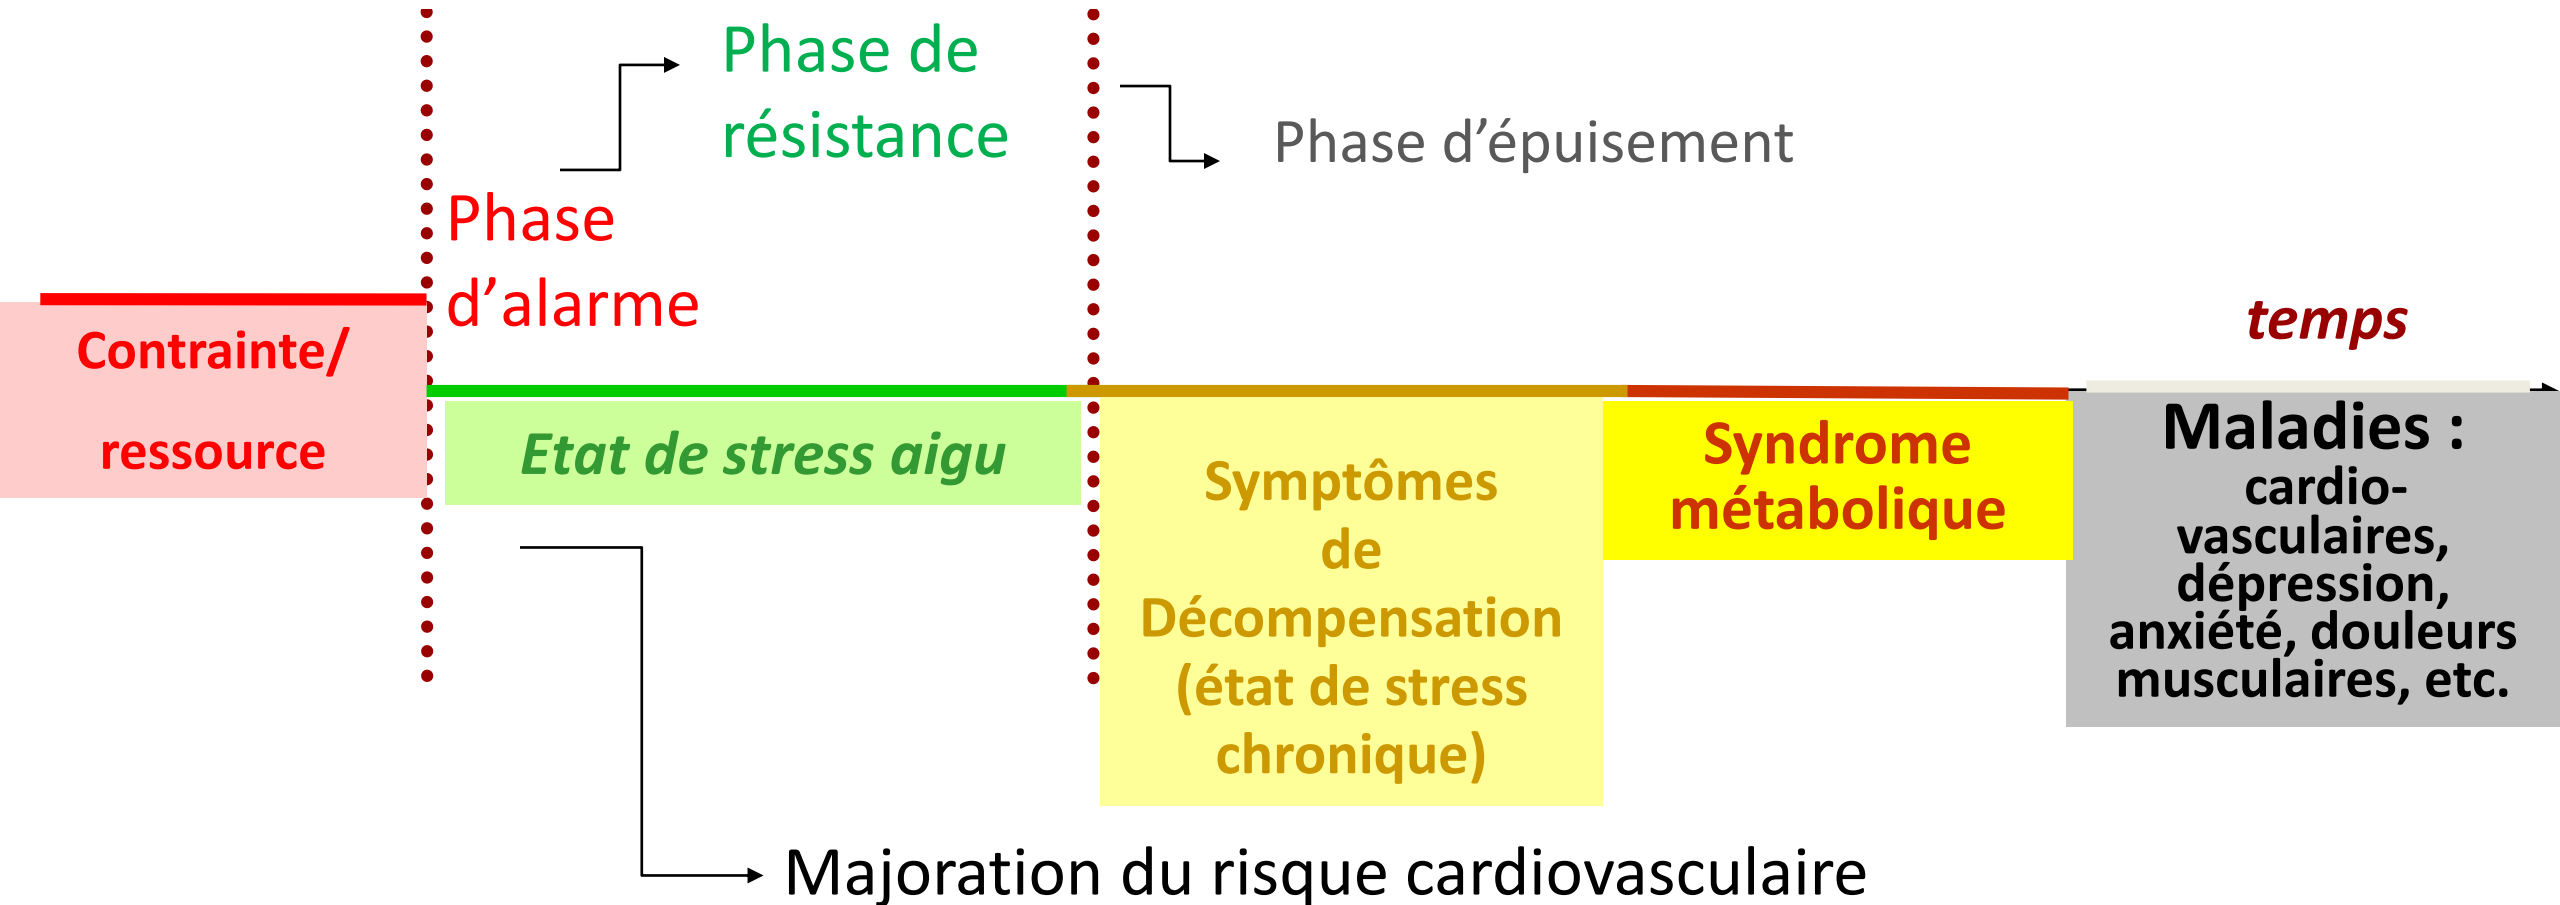 Phase de
résistance
Phase d’épuisement
Phase
d’alarme
temps
Contrainte/
ressource
Etat de stress aigu
Symptômes
de
Décompensation
(état de stress
chronique)
Syndrome
métabolique
Maladies :
cardio-
vasculaires,
dépression,
anxiété, douleurs
musculaires, etc.
Majoration du risque cardiovasculaire